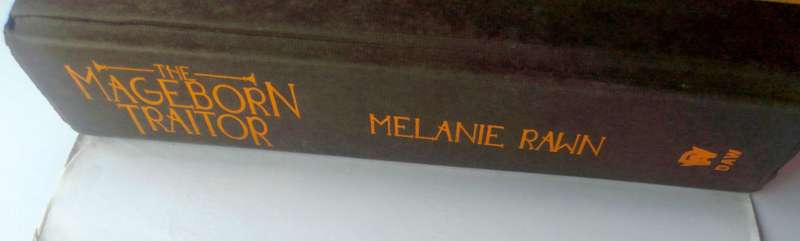 THE
MAGEBORN
TRAITOR
MELANIE RAWN
DAW